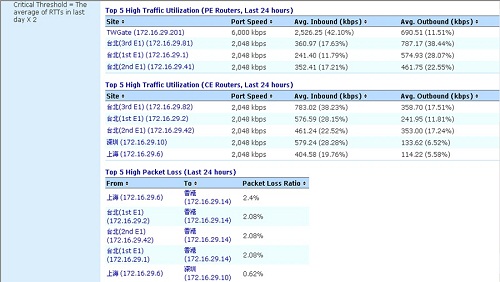 Critical Threshold = The
average of RTTs in last
day X 2
Top 5 High Traffic Utilization (PE Routers, Last 24 hours)
Site Port Speed Avg. Inbound (kbps) Avg. Outbound (kbps)
TWGate (172.16.29.201) 6,000 kbps 2,526.25 (42.10%) 690.51 (11.51%)
台北(3rd E1) (172.16.29.81) 2,048 kbps 360.97 (17.63%) 787.17 (38.44%)
台北(1st E1) (172.16.29.1) 2,048 kbps 241.40 (11.79%) 574.93 (28.07%)
台北(2nd E1) (172.16.29.41) 2,048 kbps 352.41 (17.21%) 461.75 (22.55%)
Top 5 High Traffic Utilization (CE Routers, Last 24 hours)
Site Port Speed Avg. Inbound (kbps) Avg. Outbound (kbps)
台北(3rd E1) (172.16.29.82) 2,048 kbps 783.02 (38.23%) 358.70 (17.51%)
台北(1st E1) (172.16.29.2) 2,048 kbps 576.59 (28.15%) 241.95 (11.81%)
台北(2nd E1) (172.16.29.42) 2,048 kbps 461.24 (22.52%) 353.00 (17.24%)
深圳 (172.16.29.10) 2,048 kbps 579.24 (28.28%) 133.62 (6.52%)
上海 (172.16.29.6) 2,048 kbps 404.58 (19.76%) 114.22 (5.58%)
Top 5 High Packet Loss (Last 24 hours)
From To Packet Loss Ratio
上海 (172.16.29.6) 香港 (172.16.29.14) 2.4%
台北(1st E1) (172.16.29.2) 香港 (172.16.29.14) 2.08%
台北(2nd E1) (172.16.29.42) 香港 (172.16.29.14) 2.08%
台北(1st E1) (172.16.29.1) 香港 (172.16.29.14) 2.08%
上海 (172.16.29.6) 深圳 (172.16.29.10) 0.62%